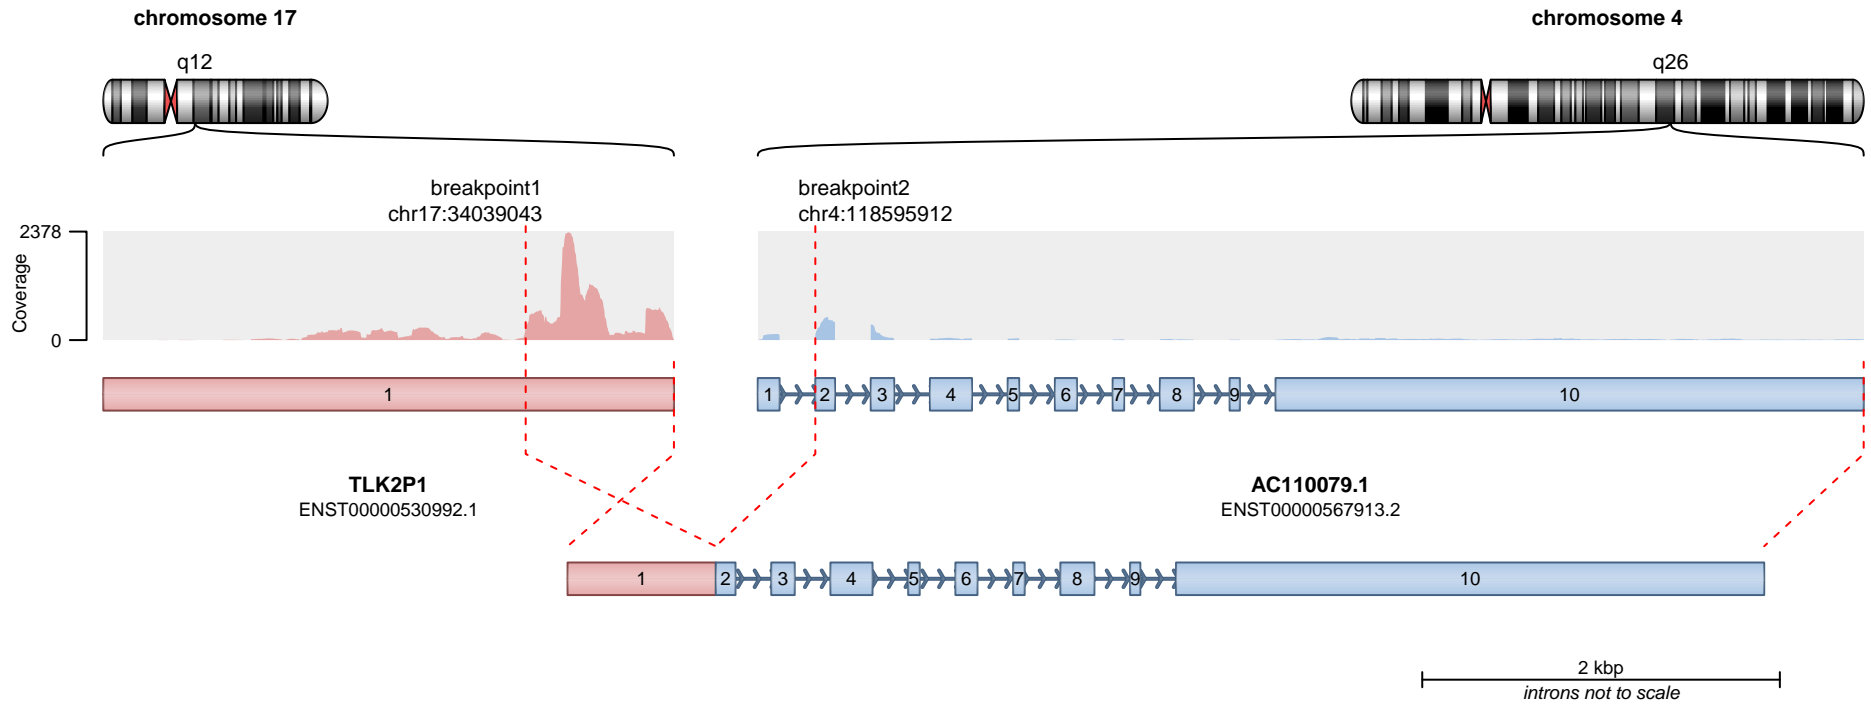 chromosome 17
chromosome 4
q12
q26
breakpoint1
chr17:34039043
breakpoint2
chr4:118595912
2378
Coverage
0
1
1 2 3 4 5 6 7 8 9 10
TLK2P1
ENST00000530992.1
AC110079.1
ENST00000567913.2
1 2 3 4 5 6 7 8 9 10
2 kbp
introns not to scale